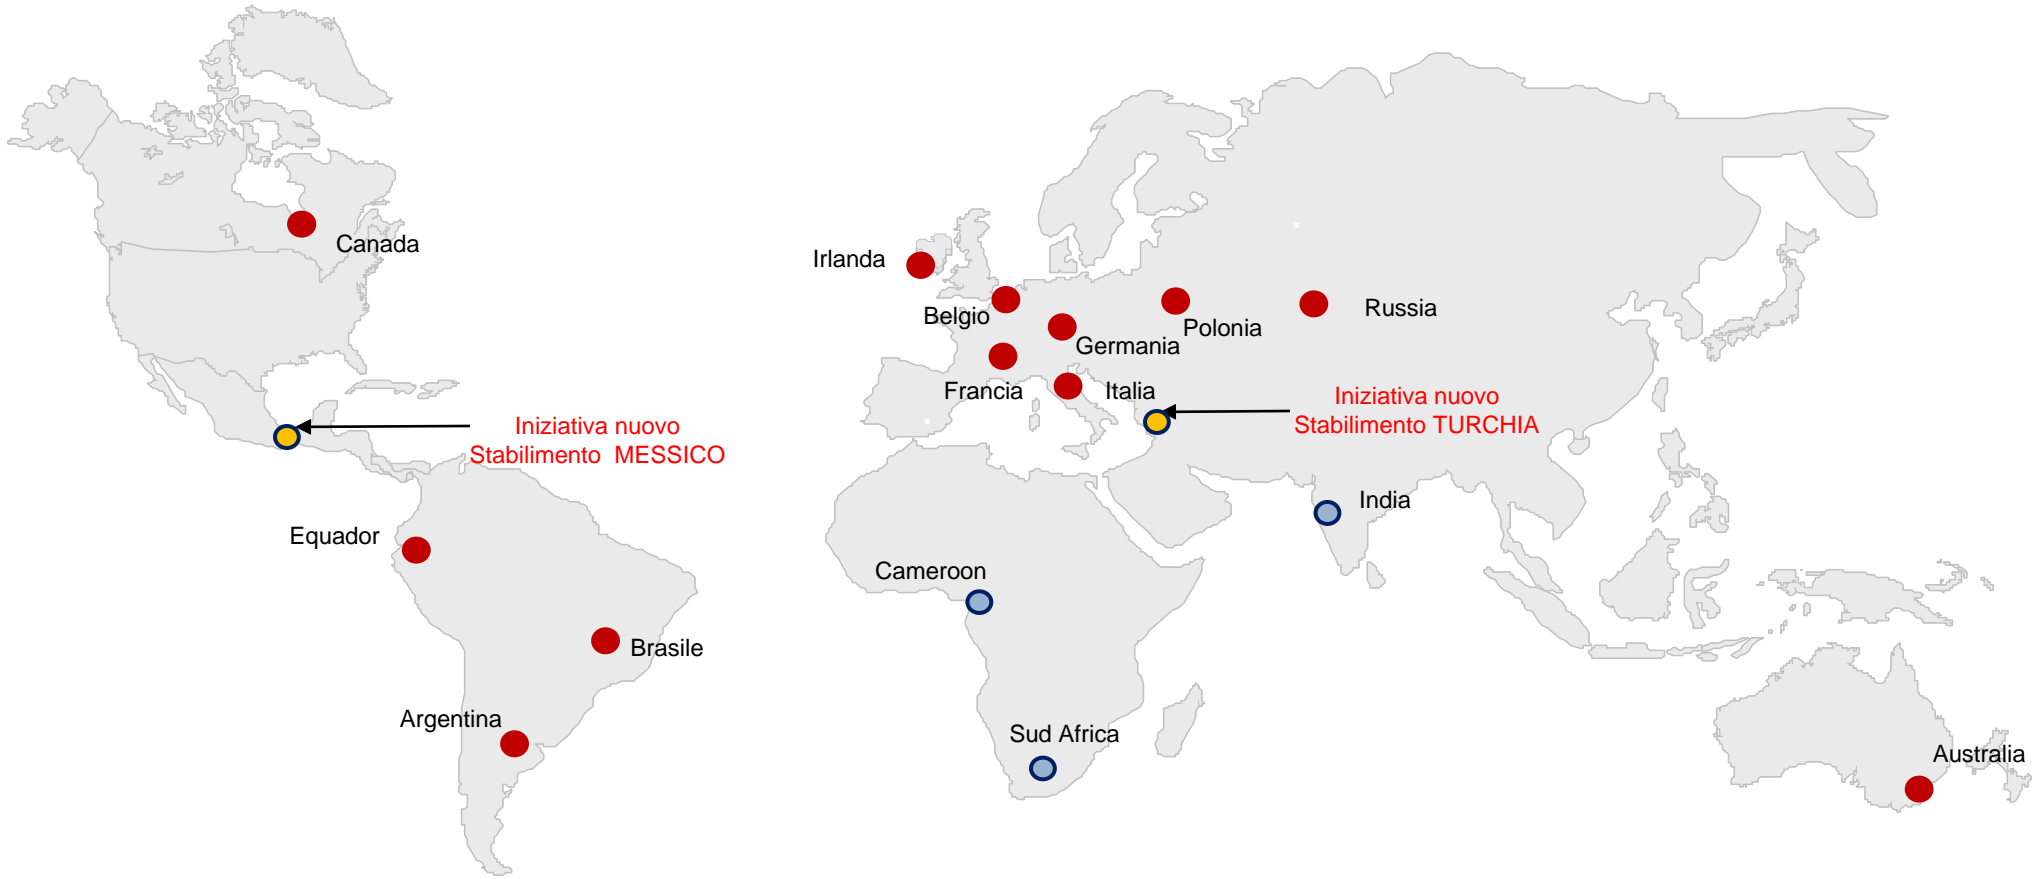 Canada
Irlanda
Belgio
Polonia
Russia
Germania
Francia
Italia
Iniziativa nuovo
Stabilimento TURCHIA
Iniziativa nuovo
Stabilimento MESSICO
India
Equador
Cameroon
Brasile
Argentina
Sud Africa
Australia